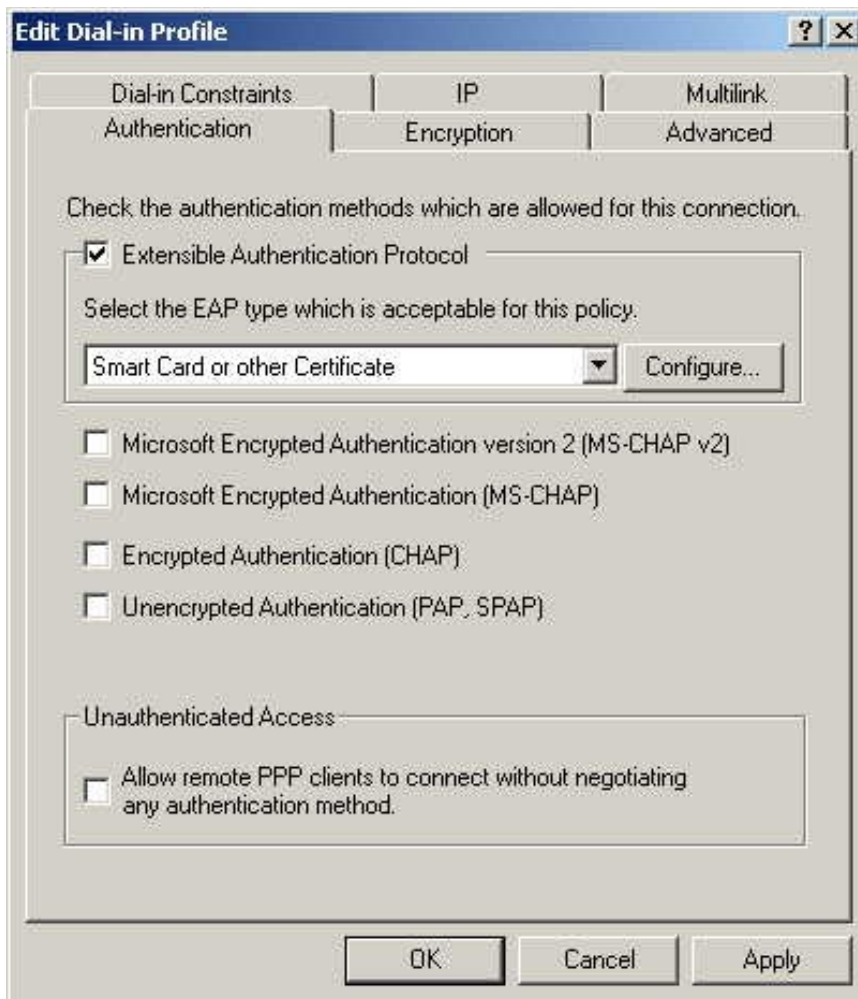 Edit Dial-in Profile
Dial-in Constraints IP Multilink
Authentication Encryption Advanced
Check the authentication methods which are allowed for this connection.
Extensible Authentication Protocol
Select the EAP type which is acceptable for this policy.
Smart Card or other Certificate Configure...
Microsoft Encrypted Authentication version 2 (MS-CHAP v2)
Microsoft Encrypted Authentication (MS-CHAP)
Encrypted Authentication (CHAP)
Unencrypted Authentication (PAP, SPAP)
Unauthenticated Access
Allow remote PPP clients to connect without negotiating
any authentication method.
OK Cancel Apply